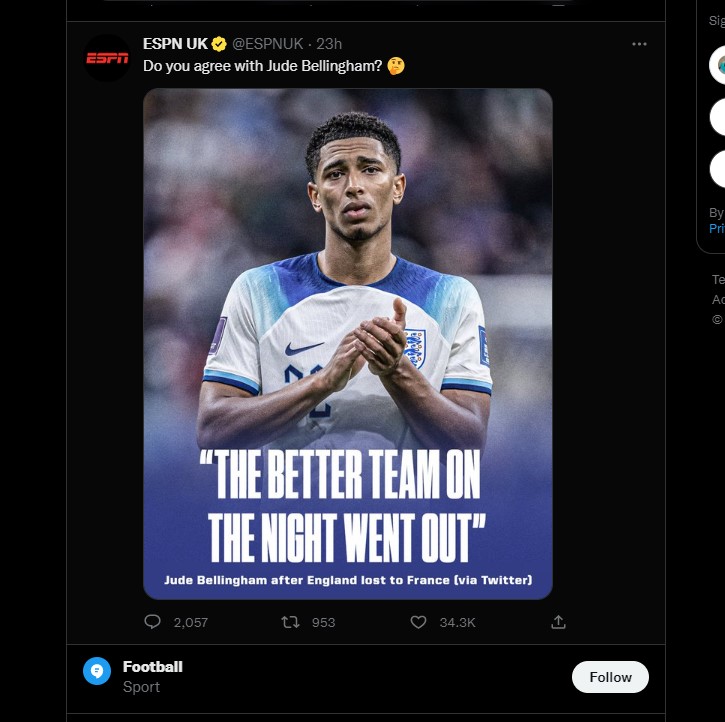 Sig
ESPN
ESPN UK @ESPNUK · 23h
Do you agree with Jude Bellingham? 🤔
22
"THE BETTER TEAM ON
THE NIGHT WENT OUT"
Jude Bellingham after England lost to France (via Twitter)
2,057 953 34.3K
By
Pri
Te
Ac
©
Football
Sport
Follow